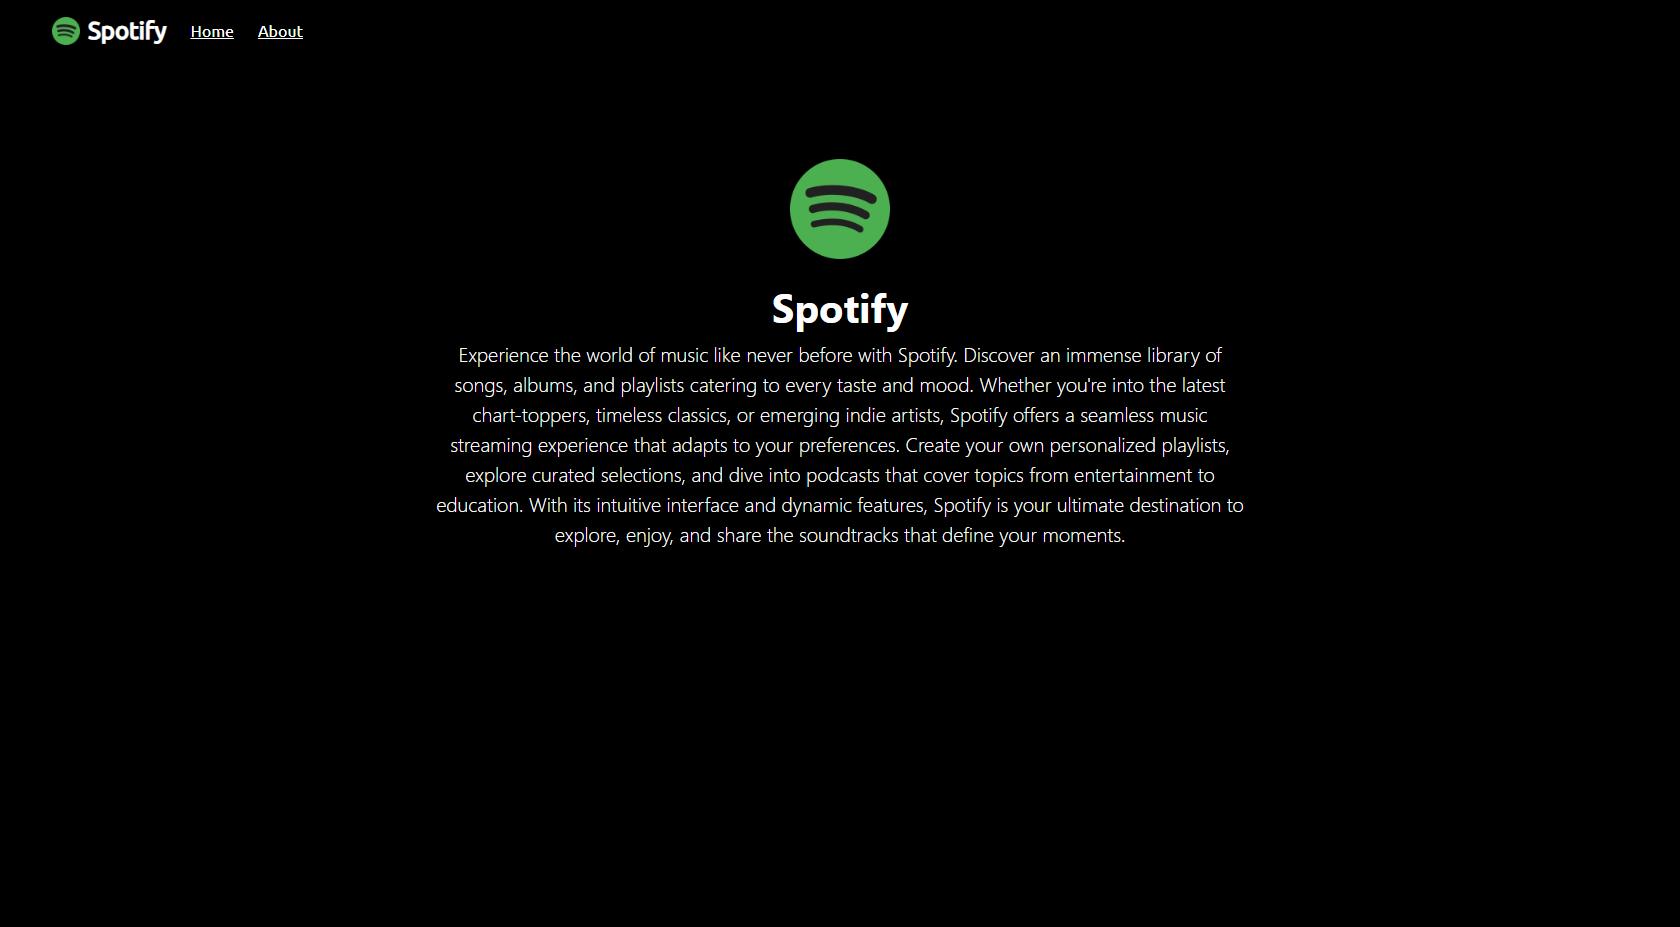 Spotify Home About
Spotify
Experience the world of music like never before with Spotify. Discover an immense library of
songs, albums, and playlists catering to every taste and mood. Whether you're into the latest
chart-toppers, timeless classics, or emerging indie artists, Spotify offers a seamless music
streaming experience that adapts to your preferences. Create your own personalized playlists,
explore curated selections, and dive into podcasts that cover topics from entertainment to
education. With its intuitive interface and dynamic features, Spotify is your ultimate destination to
explore, enjoy, and share the soundtracks that define your moments.